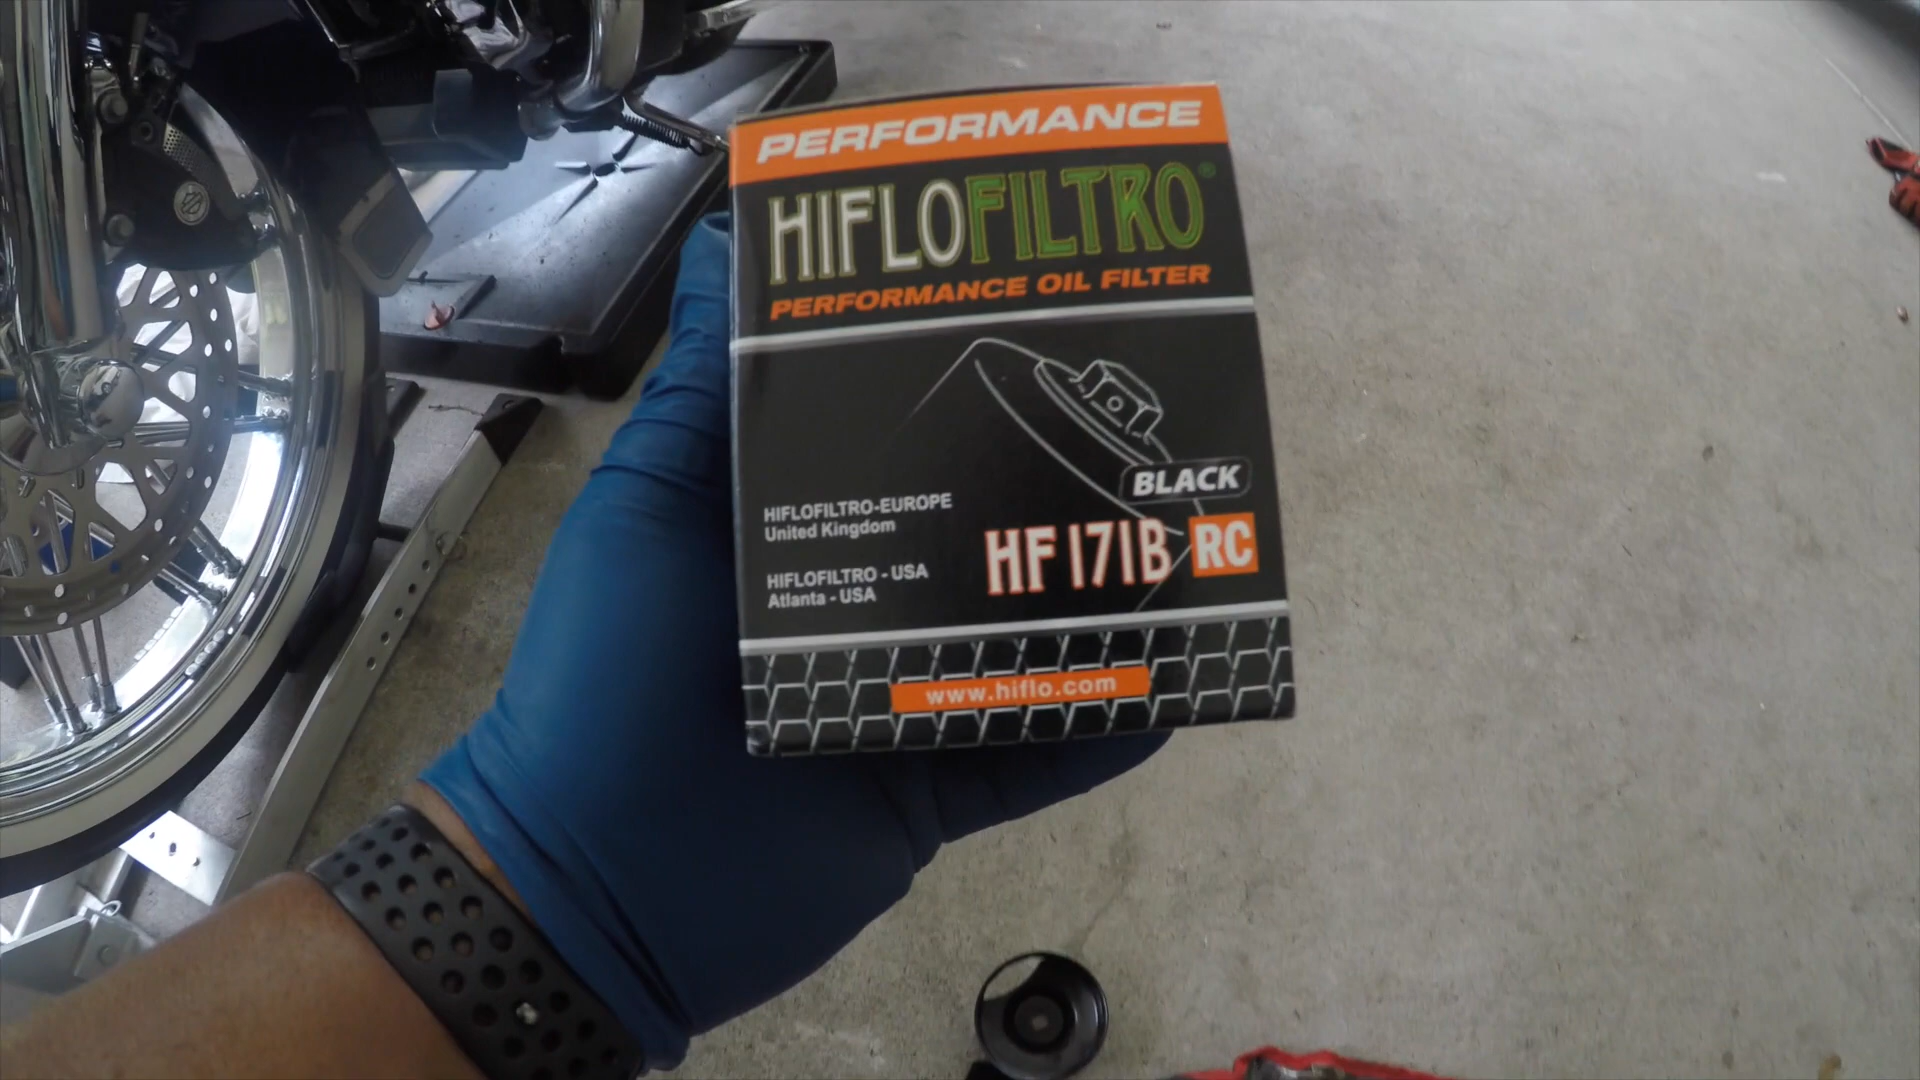 PERFORMANCE
HIFLOFILTRO®
PERFORMANCE OIL FILTER
BLACK
HIFLOFILTRO-EUROPE
United Kingdom
HF171B RC
HIFLOFILTRO - USA
Atlanta - USA
www.hiflo.com